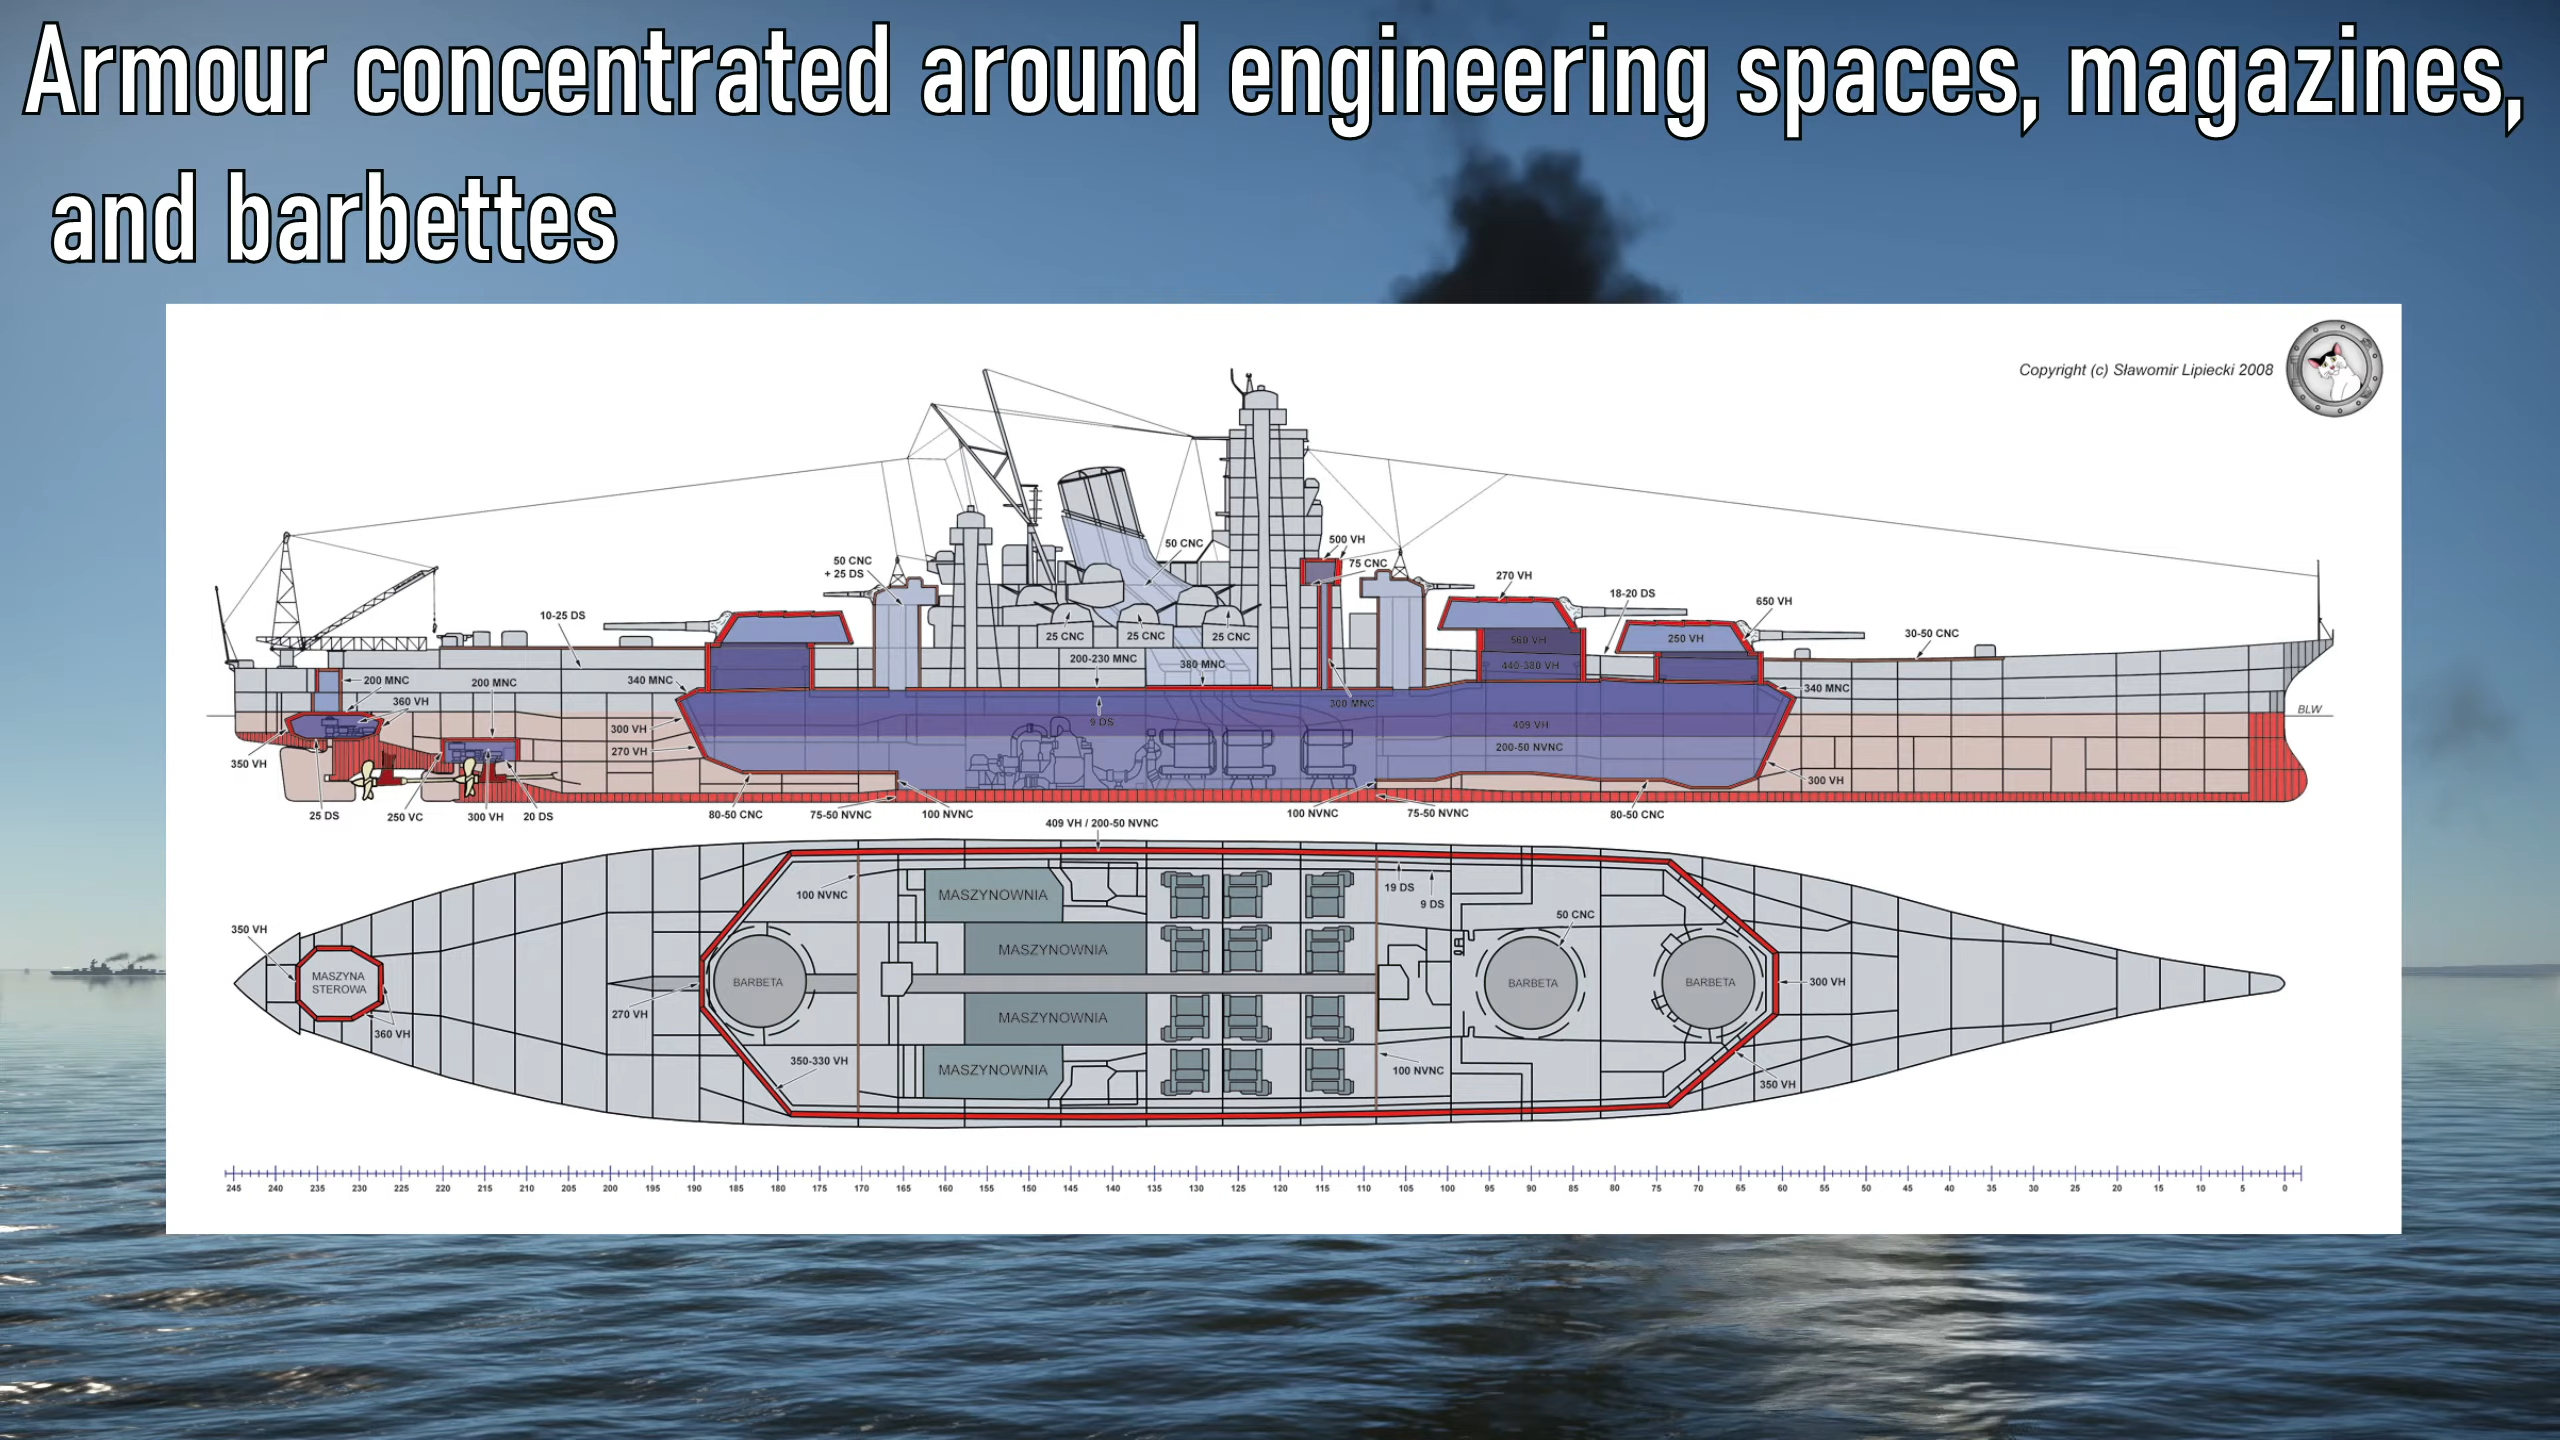 Armour concentrated around engineering spaces, magazines,
and barbettes
Copyright (c) Sławomir Lipiecki 2008
500 VH
50 CNC
75 CNC
50 CNC
+ 25 DS
270 VH
18-20 DS
650 VH
10-25 DS
25 CNC
25 CNC
25 CNC
560 VH
250 VH
30-50 CNC
200-230 MNC
380 MNC
440-380 VH
200 MNC
200 MNC
340 MNC
340 MNC
360 VH
300 MNC
BLW
300 VH
9 DS
409 VH
270 VH
200-50 NVNC
350 VH
300 VH
25 DS
250 VC
300 VH
20 DS
80-50 CNC
75-50 NVNC
100 NVNC
100 NVNC
75-50 NVNC
80-50 CNC
409 VH / 200-50 NVNC
100 NVNC
MASZYNOWNIA
19 DS
9 DS
50 CNC
350 VH
MASZYNOWNIA
MASZYNA
STEROWA
BARBETA
BARBETA
BARBETA
300 VH
270 VH
MASZYNOWNIA
360 VH
350-330 VH
MASZYNOWNIA
100 NVNC
350 VH
245 240 235 230 225 220 215 210 205 200 195 190 185 180 175 170 165 160 155 150 145 140 135 130 125 120 115 110 105 100 95 90 85 80 75 70 65 60 55 50 45 40 35 30 25 20 15 10 5 0